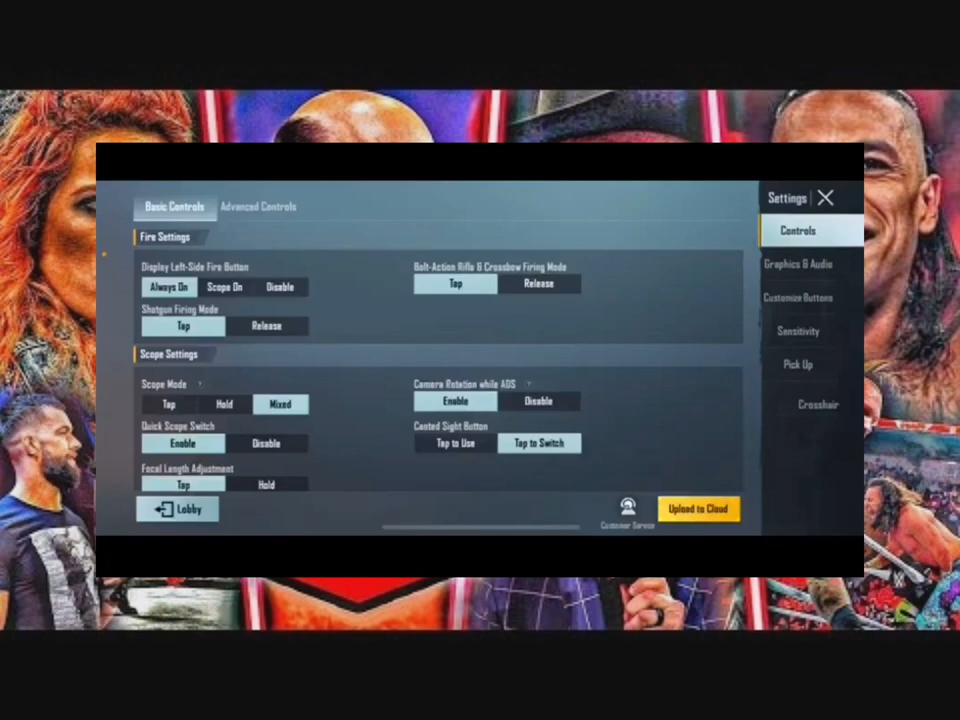 Basic Controls Advanced Controls
Settings
Fire Settings
Controls
Display Left-Side Fire Button
Bolt-Action Rifle & Crossbow Firing Mode
Always On Scope On Disable
Tap Release
Graphics & Audio
Shotgun Firing Mode
Tap Release
Customize Buttons
Sensitivity
Scope Settings
Pick Up
Scope Mode ?
Camera Rotation while ADS ?
Tap Hold Mixed
Enable Disable
Crosshair
Quick Scope Switch
Canted Sight Button
Enable Disable
Tap to Use Tap to Switch
Focal Length Adjustment
Tap Hold
Lobby
Customer Service
Upload to Cloud